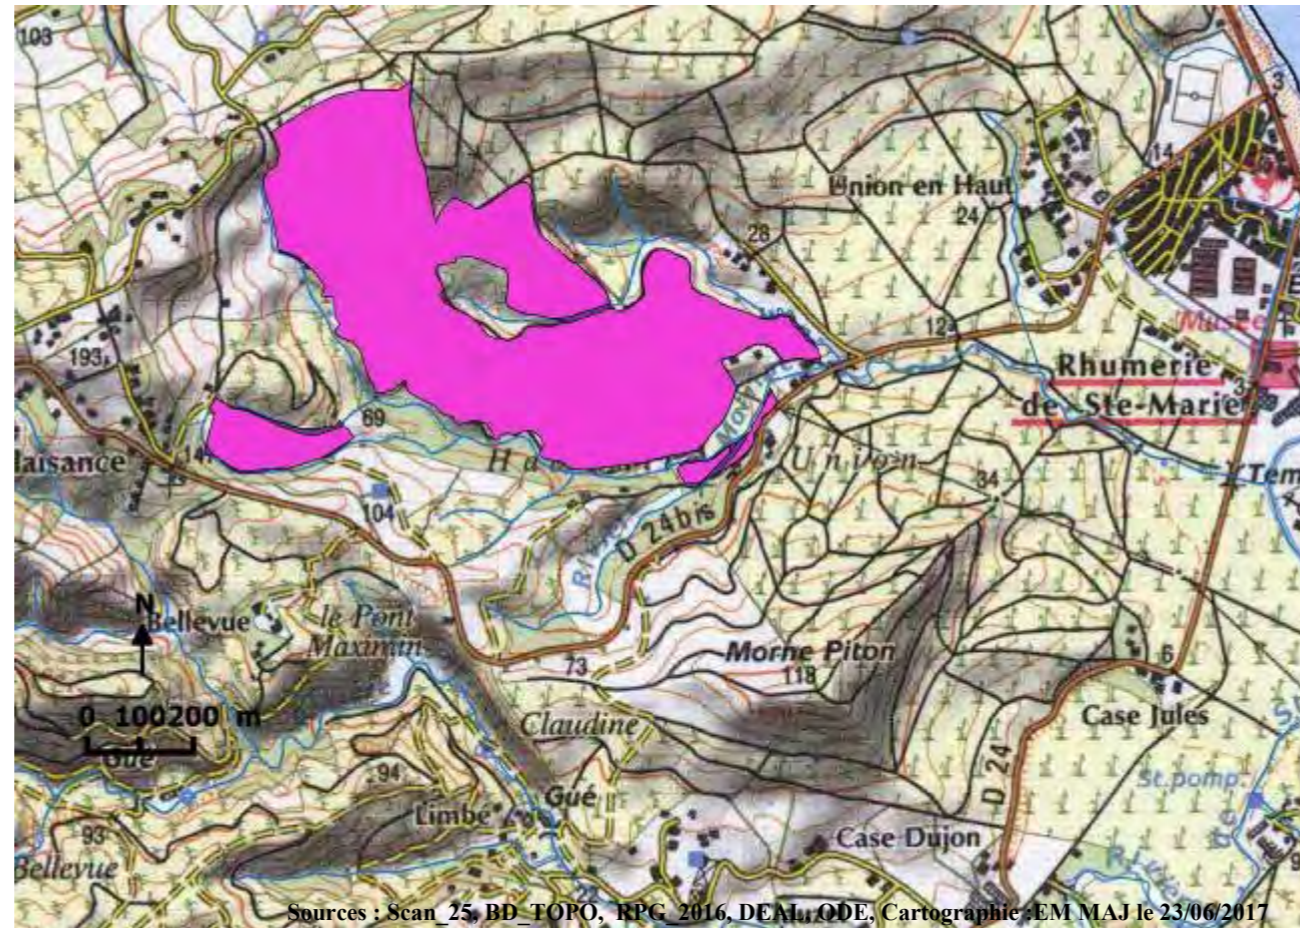 103
3
14
Union en Haut
24
28
12
Musée
193
Rhumerie
3
de Ste-Marie
69
laisance
14
Union
Tem
104
34
D 24bis
N
Bellevue
le Pont
Maximin
Morne Piton
118
73
6
0 100200 m
Claudine
Case Jules
Gué
D 24
94
St. pomp.
Gué
Limbé
93
Case Dujon
Bellevue
Sources : Scan_25, BD_TOPO, RPG_2016, DEAL, ODE, Cartographie :EM MAJ le 23/06/2017